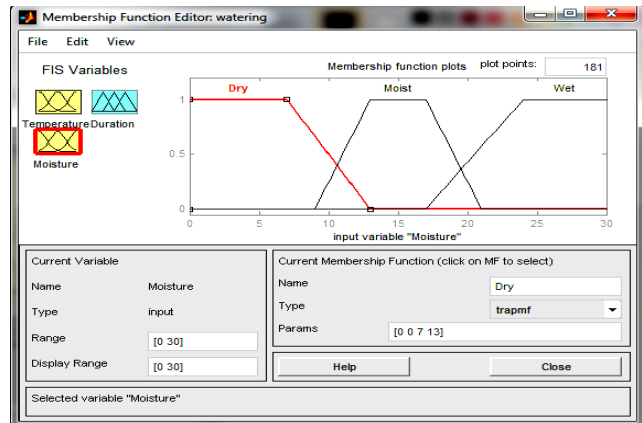 Membership Function Editor: watering
File Edit View
FIS Variables
Membership function plots plot points: 181
Temperature Duration
Moisture
Dry Moist Wet
1
0.5
0
0 5 10 15 20 25 30
input variable "Moisture"
Current Variable
Name Moisture
Type input
Range [0 30]
Display Range [0 30]
Current Membership Function (click on MF to select)
Name Dry
Type trapmf
Params [0 0 7 13]
Help Close
Selected variable "Moisture"